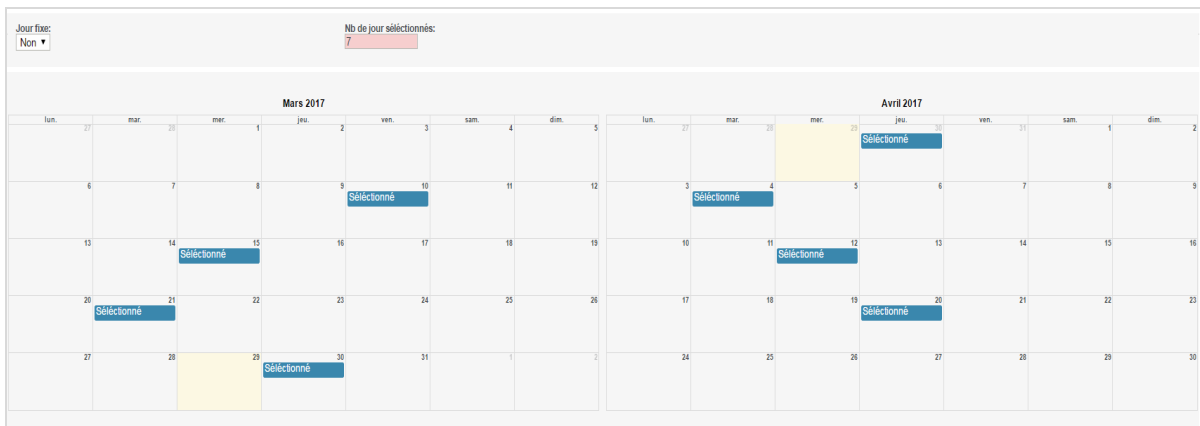 Jour fixe:
Nb de jour séléctionnés:
Non
7
Mars 2017
lun. mar. mer. jeu. ven. sam. dim.
27 28 1 2 3 4 5
6 7 8 9 10 11 12
Séléctionné
13 14 15 16 17 18 19
Séléctionné
20 21 22 23 24 25 26
Séléctionné
27 28 29 30 31 1 2
Séléctionné
Avril 2017
lun. mar. mer. jeu. ven. sam. dim.
27 28 29 30 31 1 2
Séléctionné
3 4 5 6 7 8 9
Séléctionné
10 11 12 13 14 15 16
Séléctionné
17 18 19 20 21 22 23
Séléctionné
24 25 26 27 28 29 30